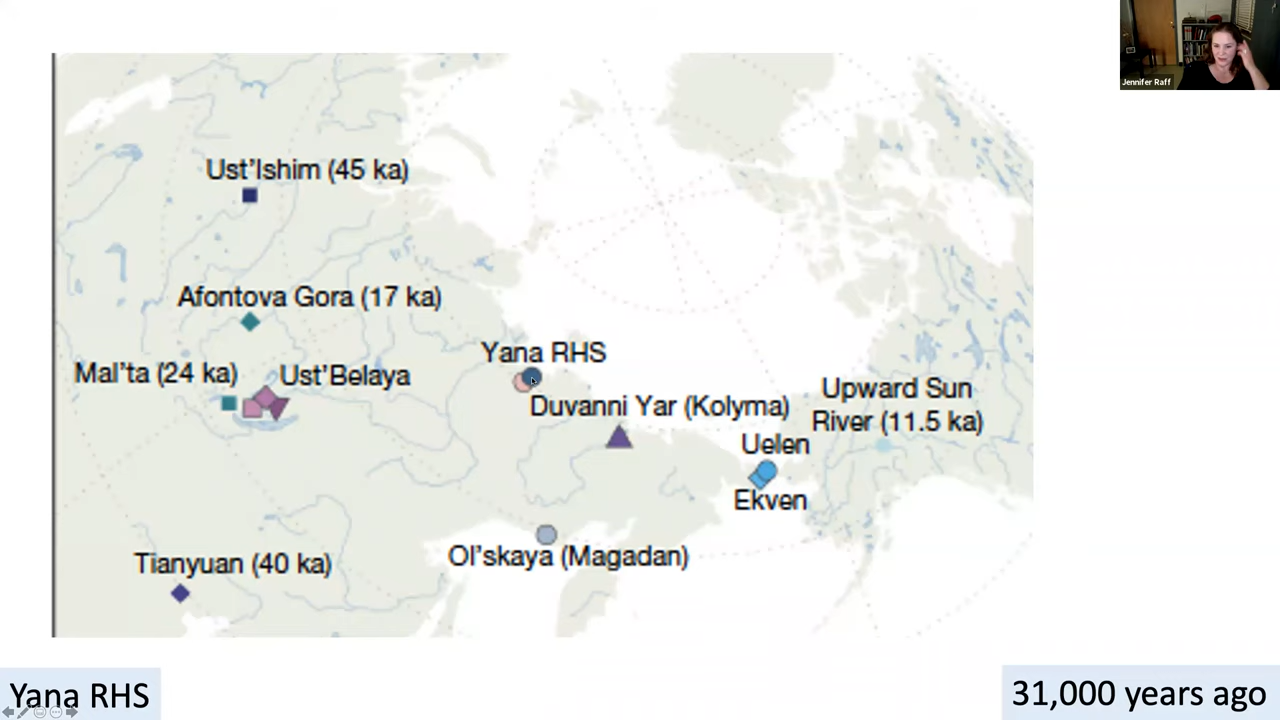 Jennifer Raff
Ust'Ishim (45 ka)
Afontova Gora (17 ka)
Mal'ta (24 ka)
Ust'Belaya
Yana RHS
Duvanni Yar (Kolyma)
Upward Sun
River (11.5 ka)
Uelen
Ekven
Ol'skaya (Magadan)
Tianyuan (40 ka)
Yana RHS
31,000 years ago